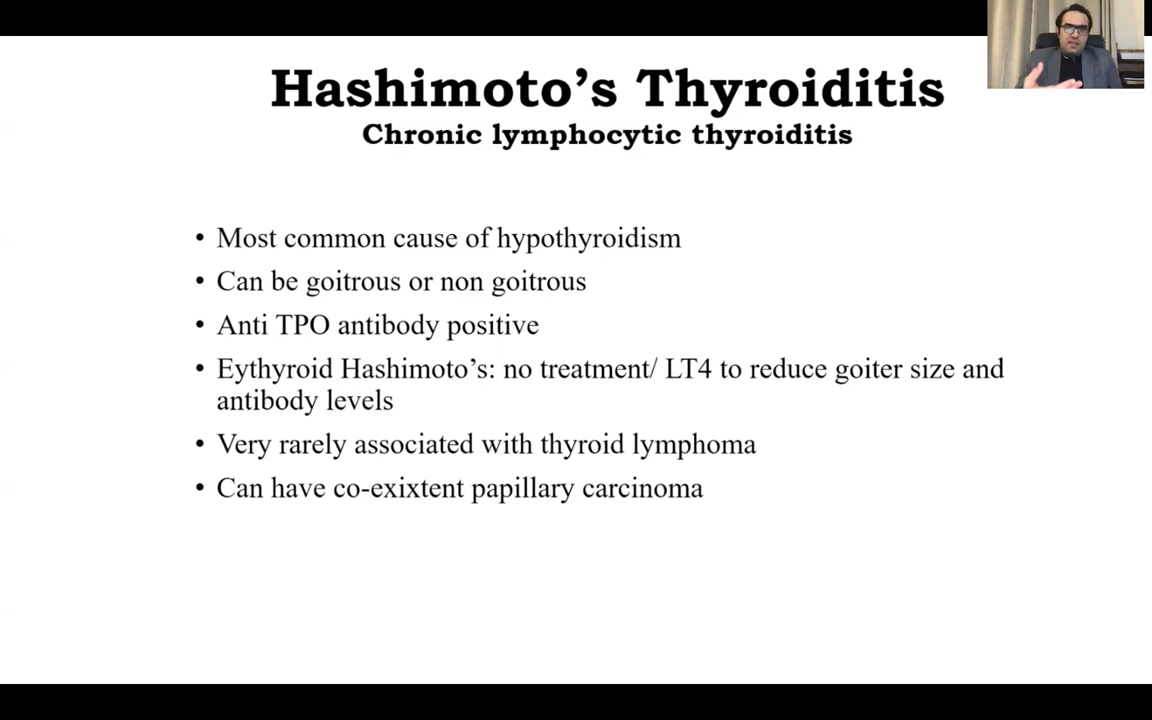 Hashimoto’s Thyroiditis
Chronic lymphocytic thyroiditis
• Most common cause of hypothyroidism
• Can be goitrous or non goitrous
• Anti TPO antibody positive
• Eythyroid Hashimoto’s: no treatment/ LT4 to reduce goiter size and
antibody levels
• Very rarely associated with thyroid lymphoma
• Can have co-exixtent papillary carcinoma